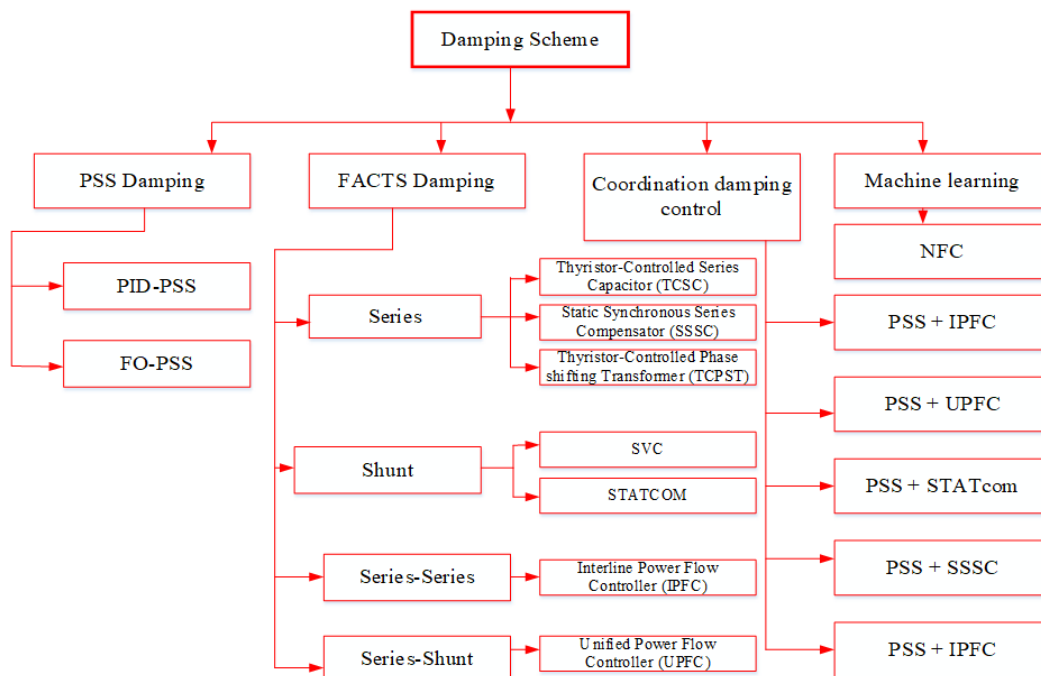 Damping Scheme
PSS Damping
FACTS Damping
Coordination damping
control
Machine learning
NFC
PID-PSS
FO-PSS
Series
Thyristor-Controlled Series
Capacitor (TCSC)
Static Synchronous Series
Compensator (SSSC)
Thyristor-Controlled Phase
shifting Transformer (TCPST)
Shunt
SVC
STATCOM
Series-Series
Interline Power Flow
Controller (IPFC)
Series-Shunt
Unified Power Flow
Controller (UPFC)
PSS + IPFC
PSS + UPFC
PSS + STATcom
PSS + SSSC
PSS + IPFC